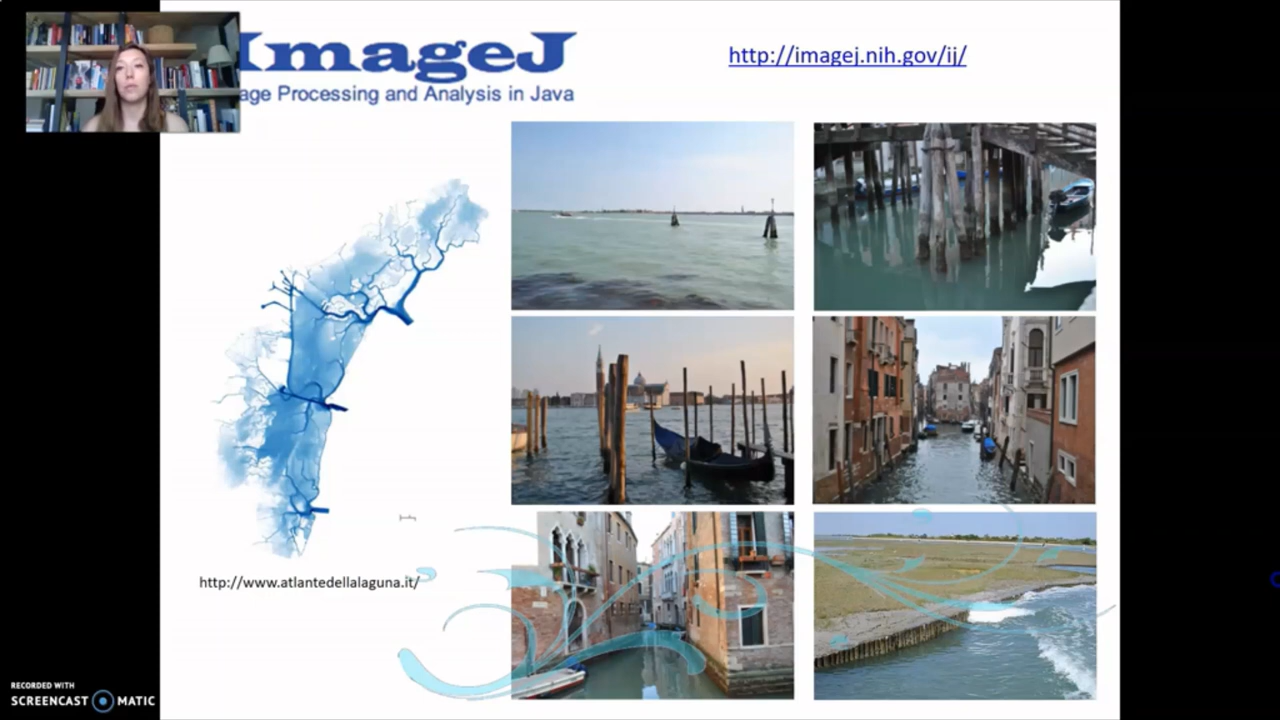 ImageJ
http://imagej.nih.gov/ij/
age Processing and Analysis in Java
http://www.atlantedellalaguna.it/
RECORDED WITH
SCREENCAST MATIC